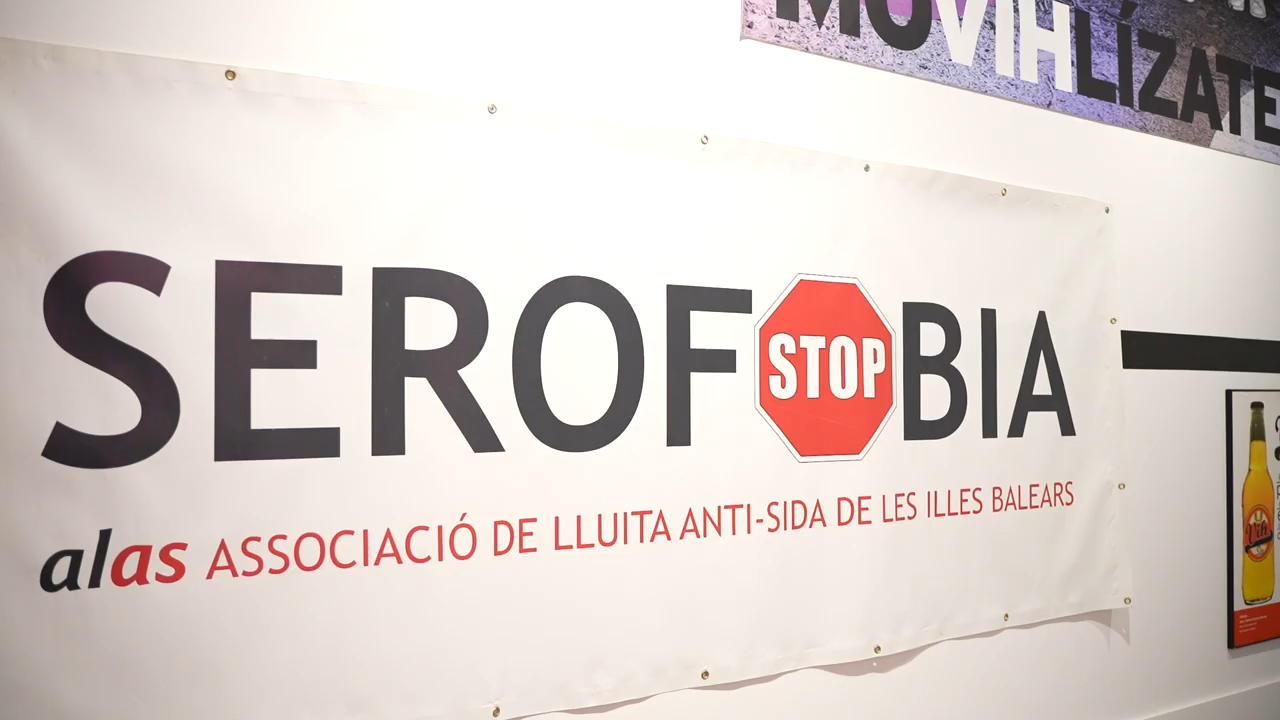 MOVIHLÍZATE
SEROF STOP BIA
alas ASSOCIACIÓ DE LLUITA ANTI-SIDA DE LES ILLES BALEARS